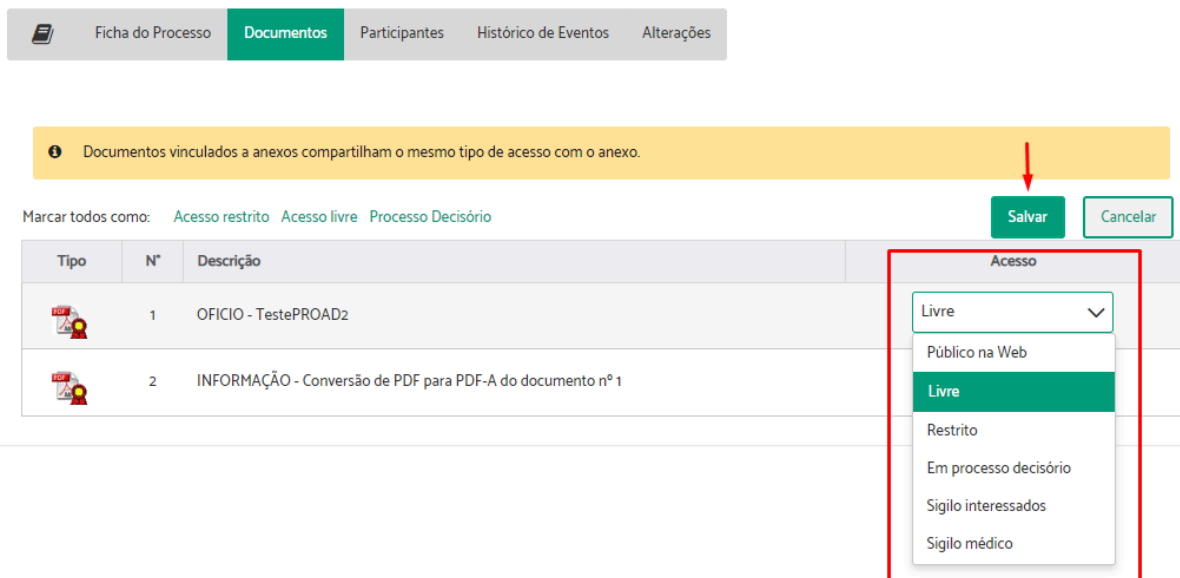 Ficha do Processo Documentos Participantes Histórico de Eventos Alterações
Documentos vinculados a anexos compartilham o mesmo tipo de acesso com o anexo.
Marcar todos como: Acesso restrito Acesso livre Processo Decisório Salvar Cancelar
Tipo N° Descrição Acesso
PDF 1 OFICIO - TestePROAD2 Livre
Público na Web
PDF 2 INFORMAÇÃO - Conversão de PDF para PDF-A do documento nº 1
Livre
Restrito
Em processo decisório
Sigilo interessados
Sigilo médico